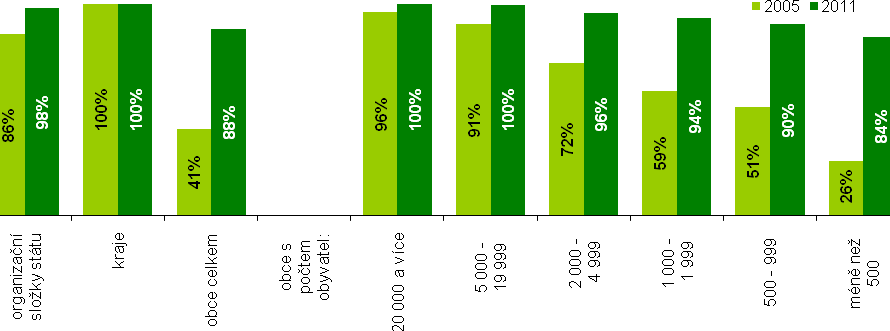 2005 2011
86% 98% 100% 100% 41% 88% 96% 100% 91% 100% 72% 96% 59% 94% 51% 90% 26% 84%
organizační
složky státu
kraje
obce celkem
obce s
počtem
obyvatel:
20 000 a více
5 000 -
19 999
2 000 -
4 999
1 000 -
1 999
500 - 999
méně než
500